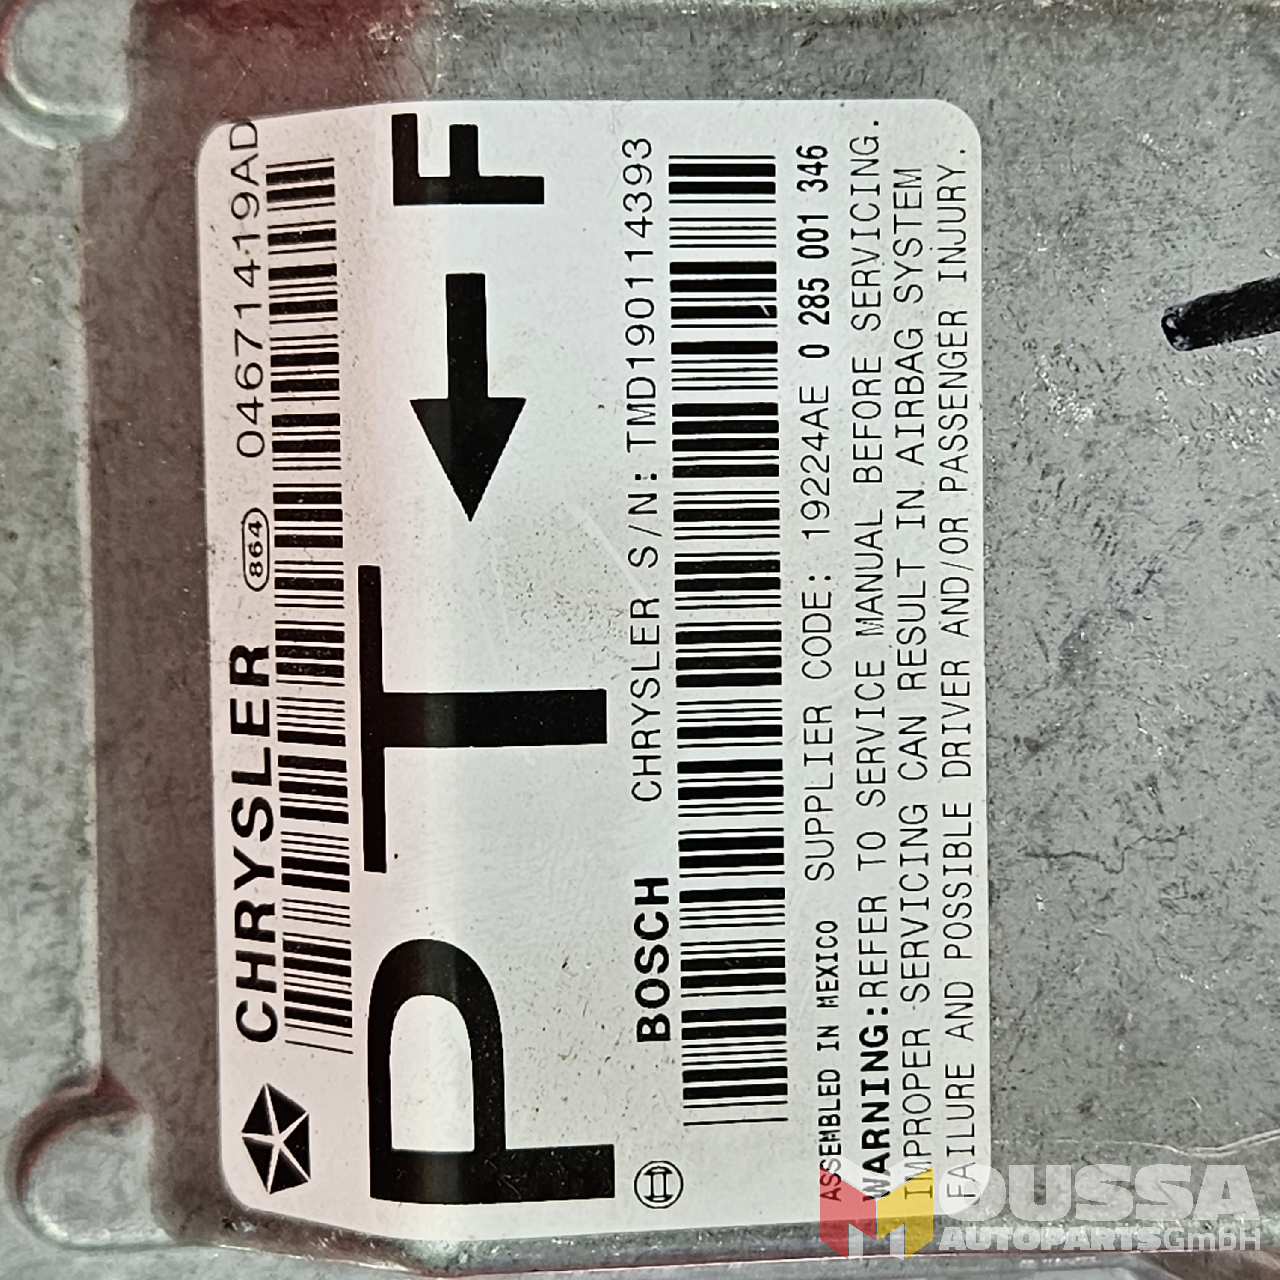 CHRYSLER 864 04671419AD
PT F
BOSCH CHRYSLER S/N: TMD190114393
ASSEMBLED IN MEXICO SUPPLIER CODE: 19224AE 0 285 001 346
WARNING:REFER TO SERVICE MANUAL BEFORE SERVICING.
IMPROPER SERVICING CAN RESULT IN AIRBAG SYSTEM
FAILURE AND POSSIBLE DRIVER AND/OR PASSENGER INJURY.
MOUSSA
AUTOPARTS GmbH